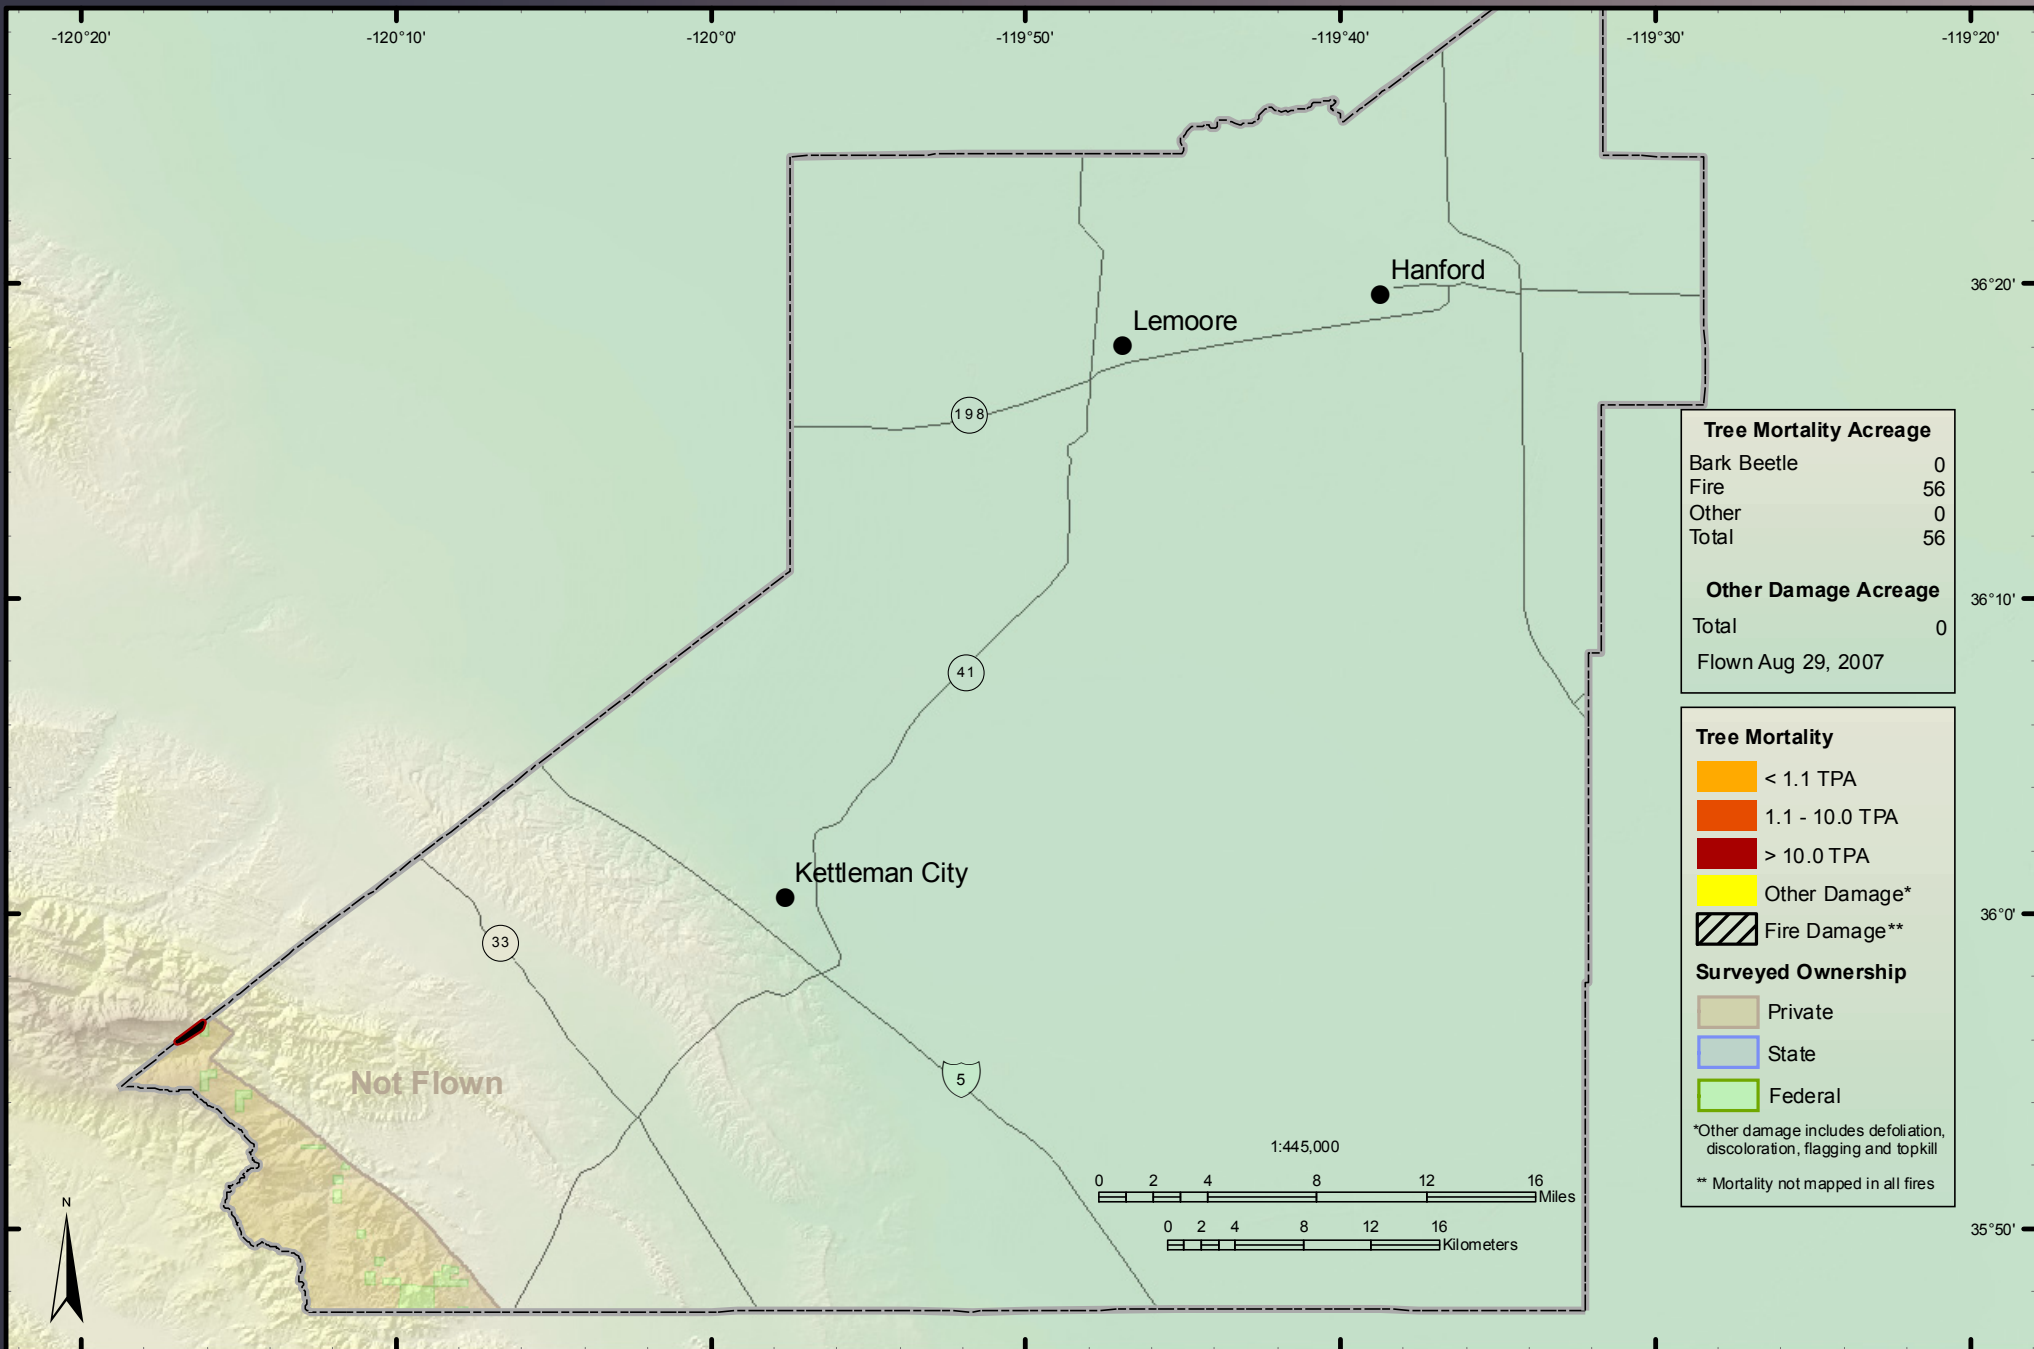 -120°20'
-120°10'
-120°0'
-119°50'
-119°40'
-119°30'
-119°20'
Hanford
36°20'
Lemoore
198
Tree Mortality Acreage
Bark Beetle 0
Fire 56
Other 0
Total 56
Other Damage Acreage
36°10'
Total 0
Flown Aug 29, 2007
41
Tree Mortality
< 1.1 TPA
1.1 - 10.0 TPA
> 10.0 TPA
Other Damage*
Fire Damage**
Kettleman City
36°0'
33
Surveyed Ownership
Private
State
Federal
*Other damage includes defoliation,
discoloration, flagging and topkill
** Mortality not mapped in all fires
Not Flown
5
1:445,000
0 2 4 8 12 16
Miles
0 2 4 8 12 16
Kilometers
N
35°50'